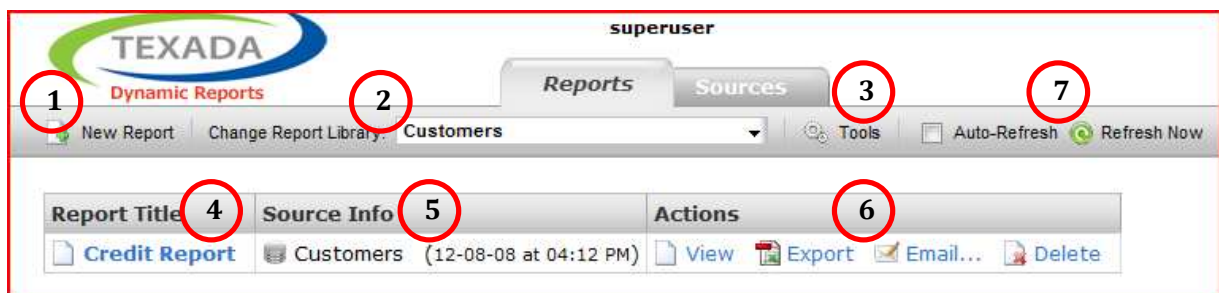 superuser
TEXADA
Dynamic Reports
Reports Sources
1 2 3 7
New Report Change Report Library: Customers Tools Auto-Refresh Refresh Now
Report Title 4 Source Info 5 Actions 6
Credit Report Customers (12-08-08 at 04:12 PM) View Export Email... Delete